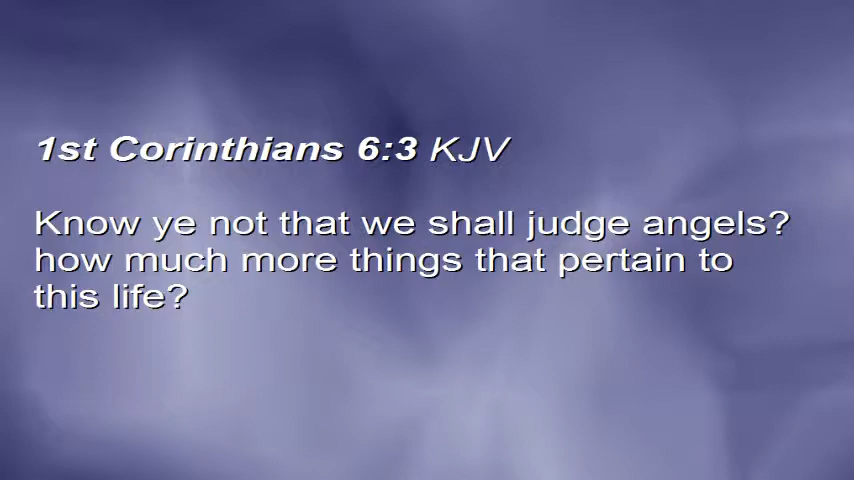 1st Corinthians 6:3 KJV
Know ye not that we shall judge angels?
how much more things that pertain to
this life?